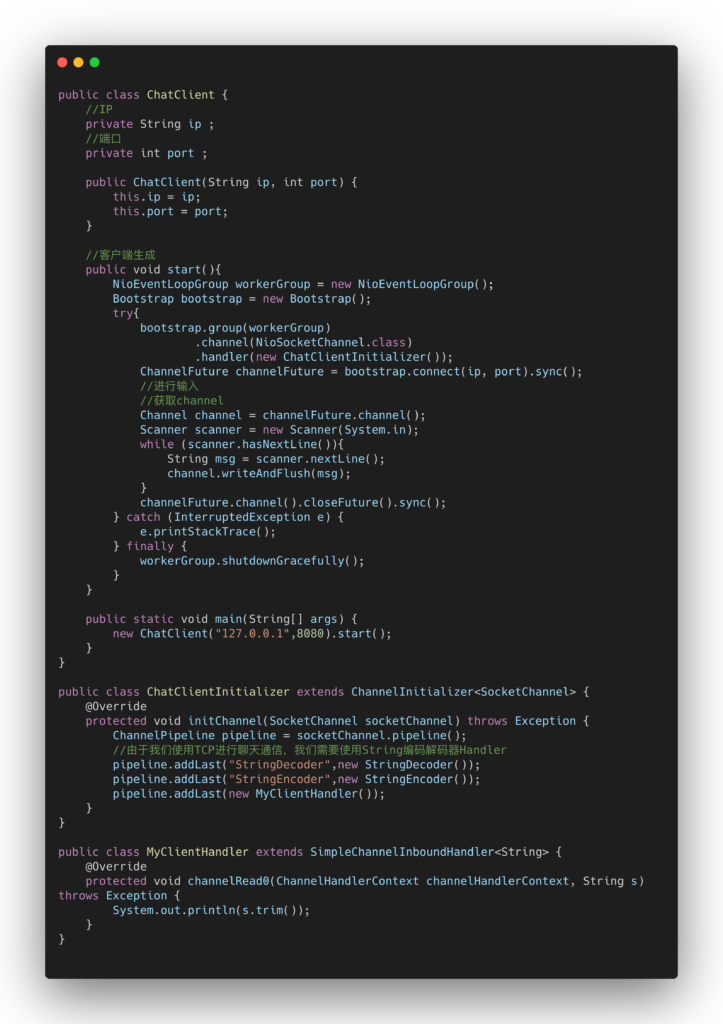 public class ChatClient {
    //IP
    private String ip ;
    //端口
    private int port ;

    public ChatClient(String ip, int port) {
        this.ip = ip;
        this.port = port;
    }

    //客户端生成
    public void start(){
        NioEventLoopGroup workerGroup = new NioEventLoopGroup();
        Bootstrap bootstrap = new Bootstrap();
        try{
            bootstrap.group(workerGroup)
                    .channel(NioSocketChannel.class)
                    .handler(new ChatClientInitializer());
            ChannelFuture channelFuture = bootstrap.connect(ip, port).sync();
            //进行输入
            //获取channel
            Channel channel = channelFuture.channel();
            Scanner scanner = new Scanner(System.in);
            while (scanner.hasNextLine()){
                String msg = scanner.nextLine();
                channel.writeAndFlush(msg);
            }
            channelFuture.channel().closeFuture().sync();
        } catch (InterruptedException e) {
            e.printStackTrace();
        } finally {
            workerGroup.shutdownGracefully();
        }
    }

    public static void main(String[] args) {
        new ChatClient("127.0.0.1",8080).start();
    }
}

public class ChatClientInitializer extends ChannelInitializer<SocketChannel> {
    @Override
    protected void initChannel(SocketChannel socketChannel) throws Exception {
        ChannelPipeline pipeline = socketChannel.pipeline();
        //由于我们使用TCP进行聊天通信，我们需要使用String编码解码器Handler
        pipeline.addLast("StringDecoder",new StringDecoder());
        pipeline.addLast("StringEncoder",new StringEncoder());
        pipeline.addLast(new MyClientHandler());
    }
}

public class MyClientHandler extends SimpleChannelInboundHandler<String> {
    @Override
    protected void channelRead0(ChannelHandlerContext channelHandlerContext, String s)
throws Exception {
        System.out.println(s.trim());
    }
}